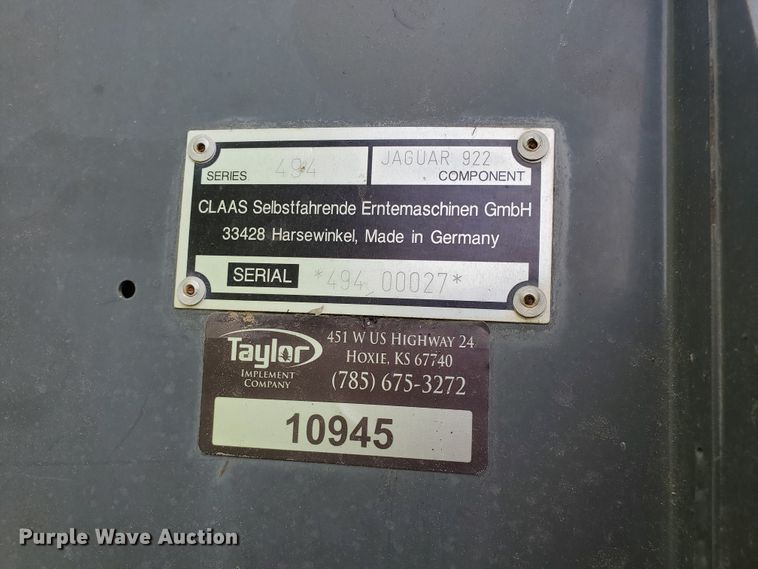 494 JAGUAR 922
SERIES COMPONENT
CLAAS Selbstfahrende Erntemaschinen GmbH
33428 Harsewinkel, Made in Germany
SERIAL *494 00027*
Taylor
IMPLEMENT
COMPANY
451 W US HIGHWAY 24
HOXIE, KS 67740
(785) 675-3272
10945
Purple Wave Auction